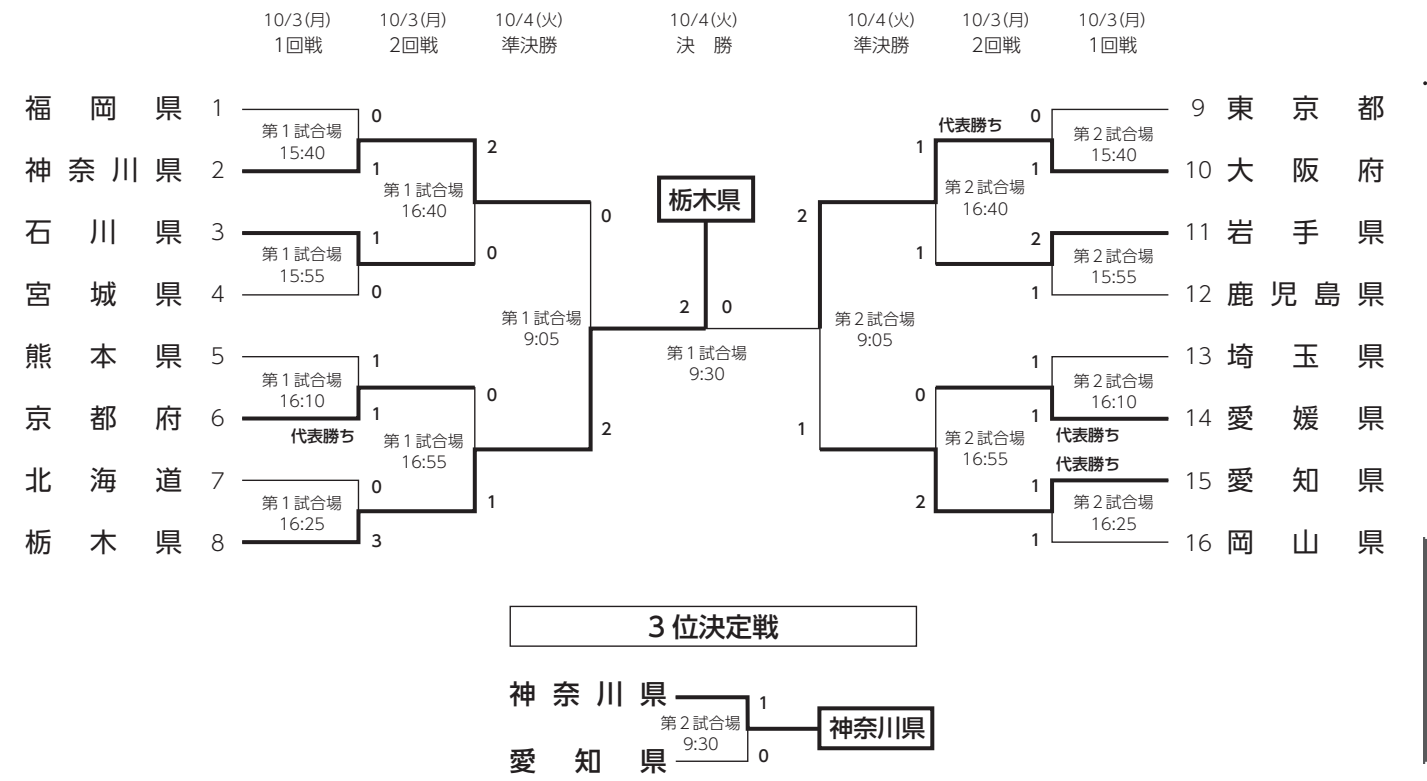 10/3(月) 10/3(月) 10/4(火) 10/4(火) 10/4(火) 10/3(月) 10/3(月)
1回戦 2回戦 準決勝 決 勝 準決勝 2回戦 1回戦
福岡県 1
第1試合場
15:40
0
神奈川県 2
1
第1試合場
16:40
2
石川県 3
1
第1試合場
15:55
0
宮城県 4
0
第1試合場
9:05
0
熊本県 5
1
第1試合場
16:10
京都府 6
1
代表勝ち
第1試合場
16:55
0
2
北海道 7
0
第1試合場
16:25
1
栃木県 8
3
栃木県
2 0
第1試合場
9:30
0
9 東京都
第2試合場
15:40
代表勝ち
1
1
10 大阪府
第2試合場
16:40
2
2
11 岩手県
第2試合場
15:55
1
1
12 鹿児島県
第2試合場
9:05
1
13 埼玉県
第2試合場
16:10
0
1
14 愛媛県
代表勝ち
第2試合場
16:55
1
代表勝ち
1
15 愛知県
第2試合場
16:25
2
1
16 岡山県
3位決定戦
神奈川県
1
第2試合場
9:30
神奈川県
愛知県
0